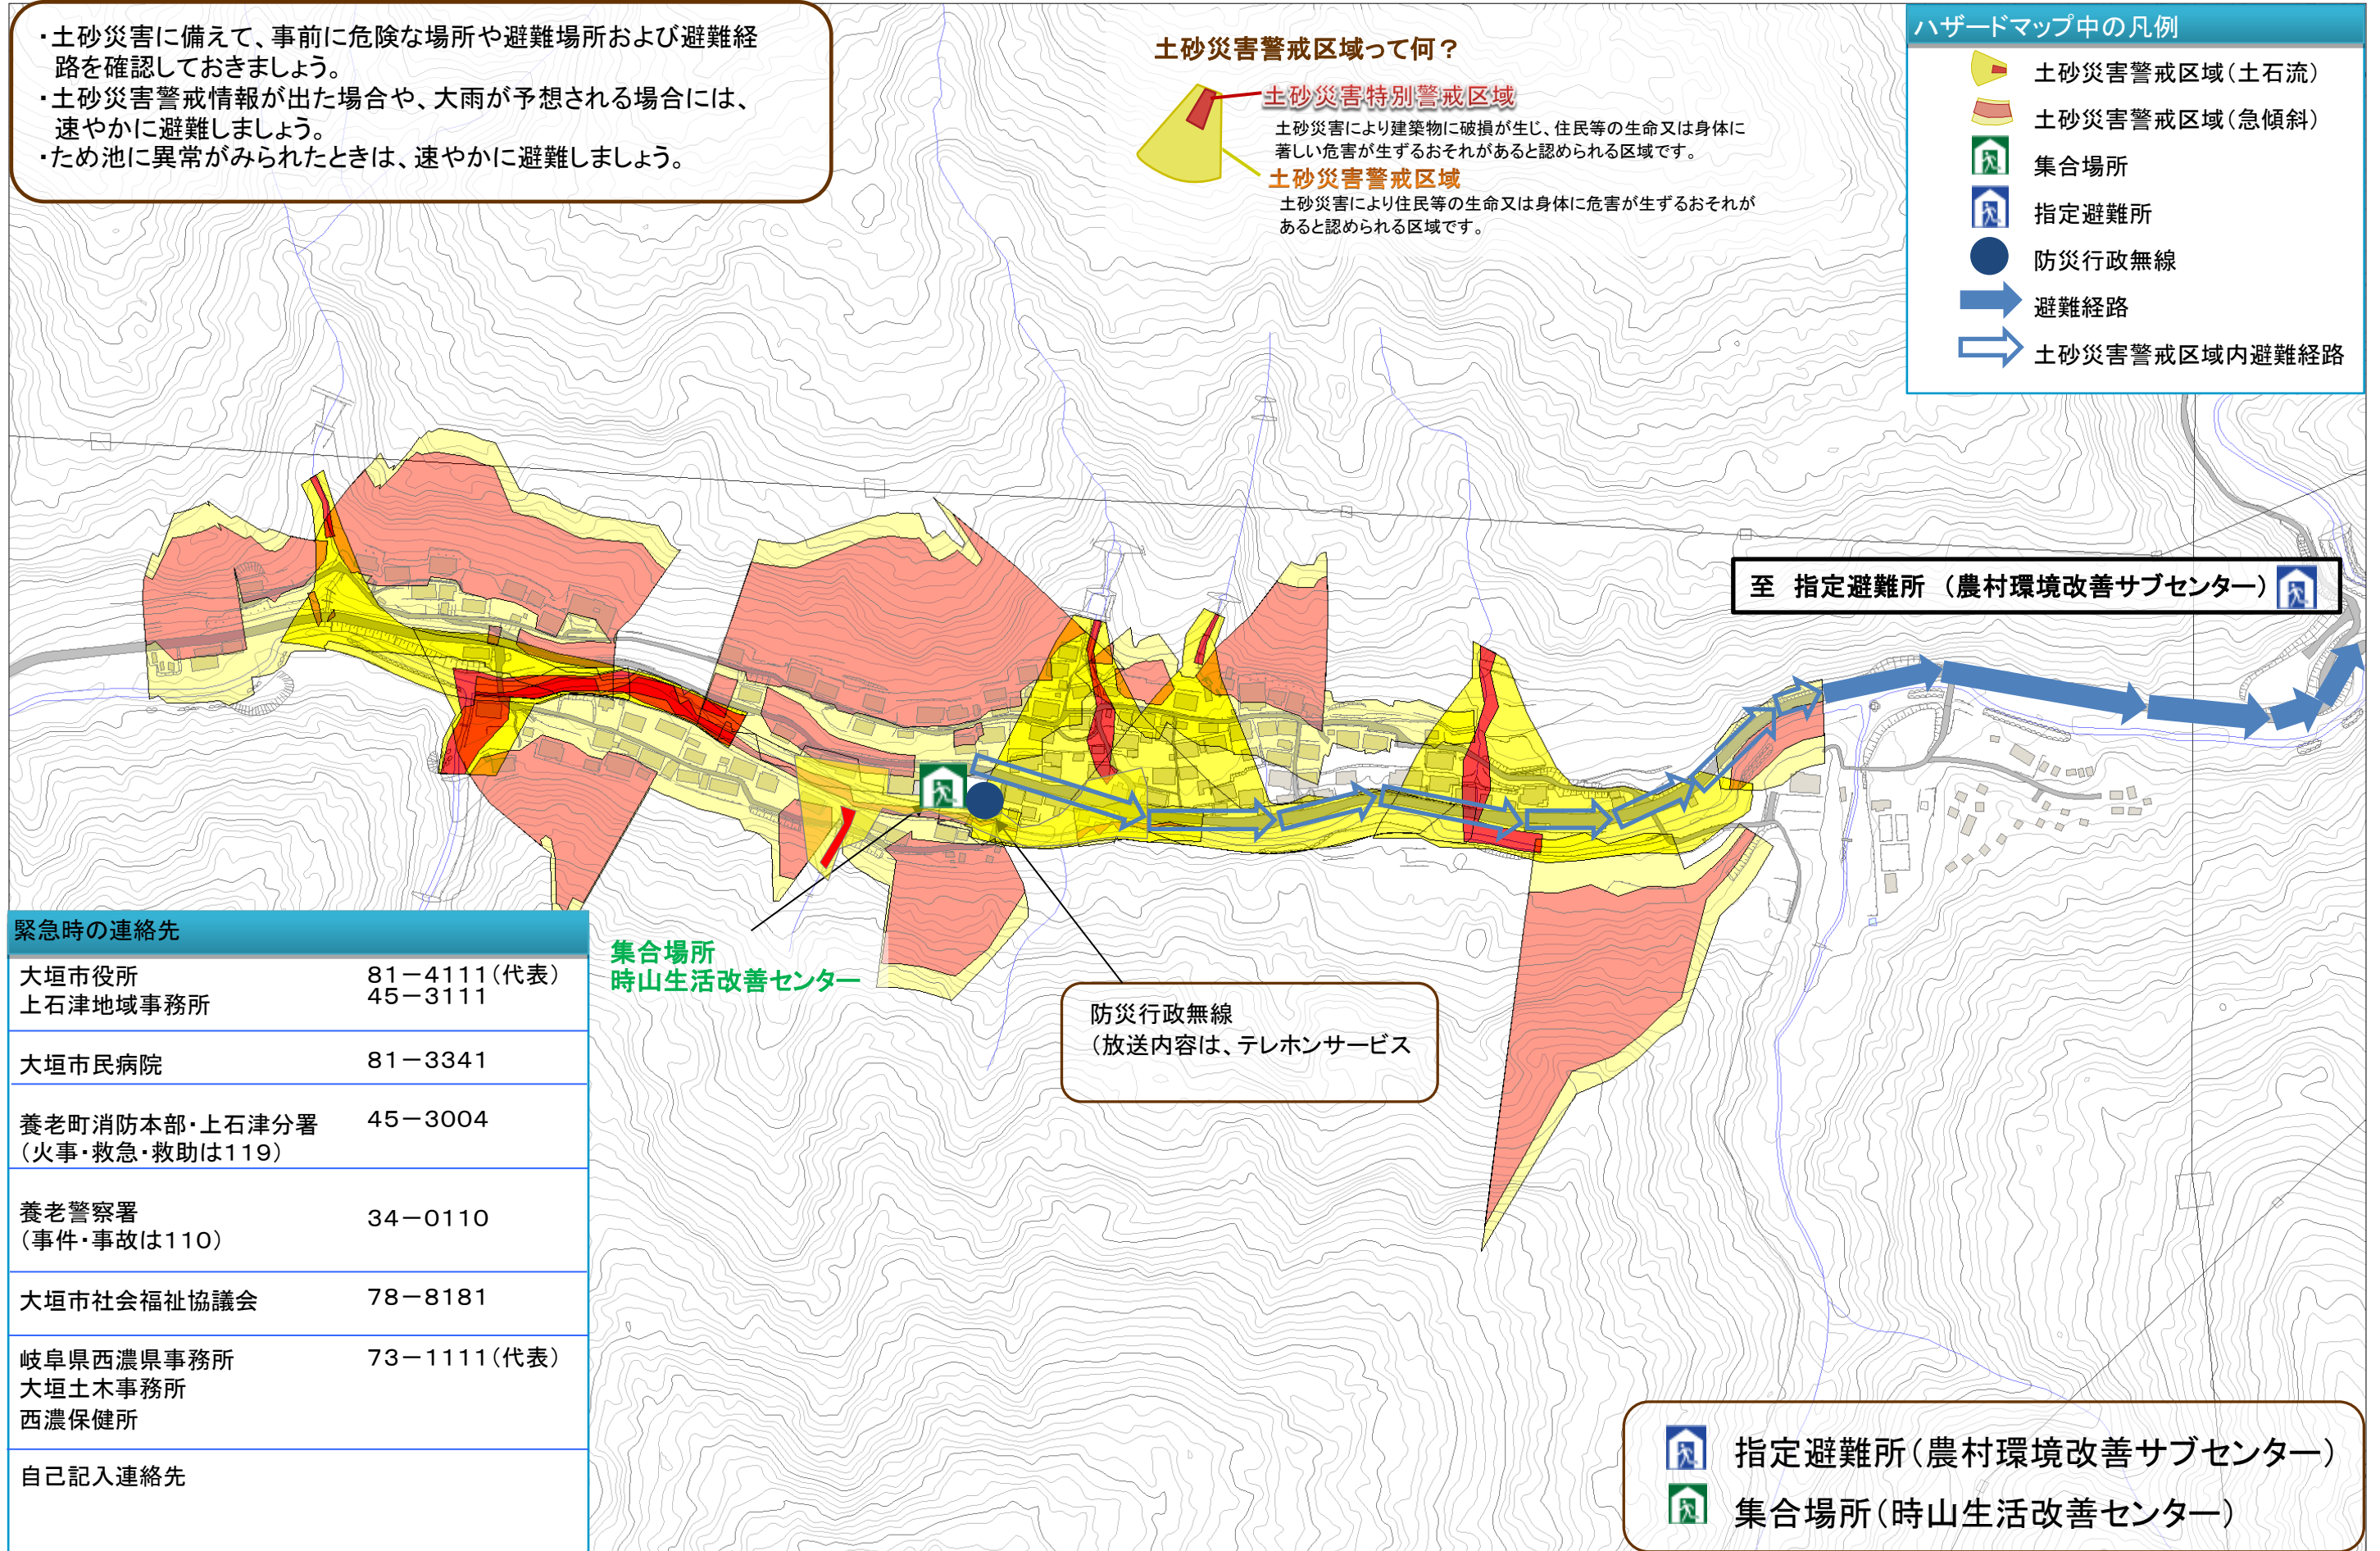 ・土砂災害に備えて、事前に危険な場所や避難場所および避難経
路を確認しておきましょう。
・土砂災害警戒情報が出た場合や、大雨が予想される場合には、
速やかに避難しましょう。
・ため池に異常がみられたときは、速やかに避難しましょう。
土砂災害警戒区域って何？
土砂災害特別警戒区域
土砂災害により建築物に破損が生じ、住民等の生命又は身体に
著しい危害が生ずるおそれがあると認められる区域です。
土砂災害警戒区域
土砂災害により住民等の生命又は身体に危害が生ずるおそれが
あると認められる区域です。
ハザードマップ中の凡例
土砂災害警戒区域（土石流）
土砂災害警戒区域（急傾斜）
集合場所
指定避難所
防災行政無線
避難経路
土砂災害警戒区域内避難経路
至 指定避難所 （農村環境改善サブセンター）
集合場所
時山生活改善センター
防災行政無線
（放送内容は、テレホンサービス
緊急時の連絡先
大垣市役所 81－4111（代表）
上石津地域事務所 45－3111
大垣市民病院 81－3341
養老町消防本部・上石津分署 45－3004
（火事・救急・救助は119）
養老警察署 34－0110
（事件・事故は110）
大垣市社会福祉協議会 78－8181
岐阜県西濃県事務所 73－1111（代表）
大垣土木事務所
西濃保健所
自己記入連絡先
指定避難所（農村環境改善サブセンター）
集合場所（時山生活改善センター）